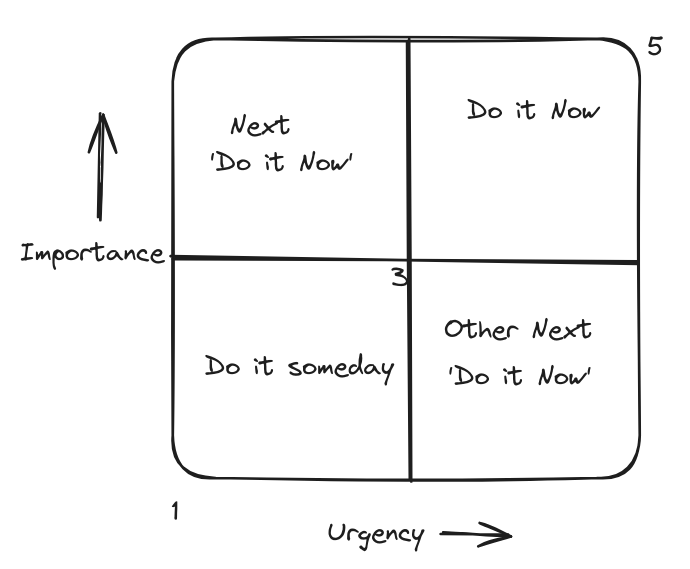 5
Next
'Do it Now'
Do it Now
Importance
3
Do it someday
Other Next
'Do it Now'
1
Urgency